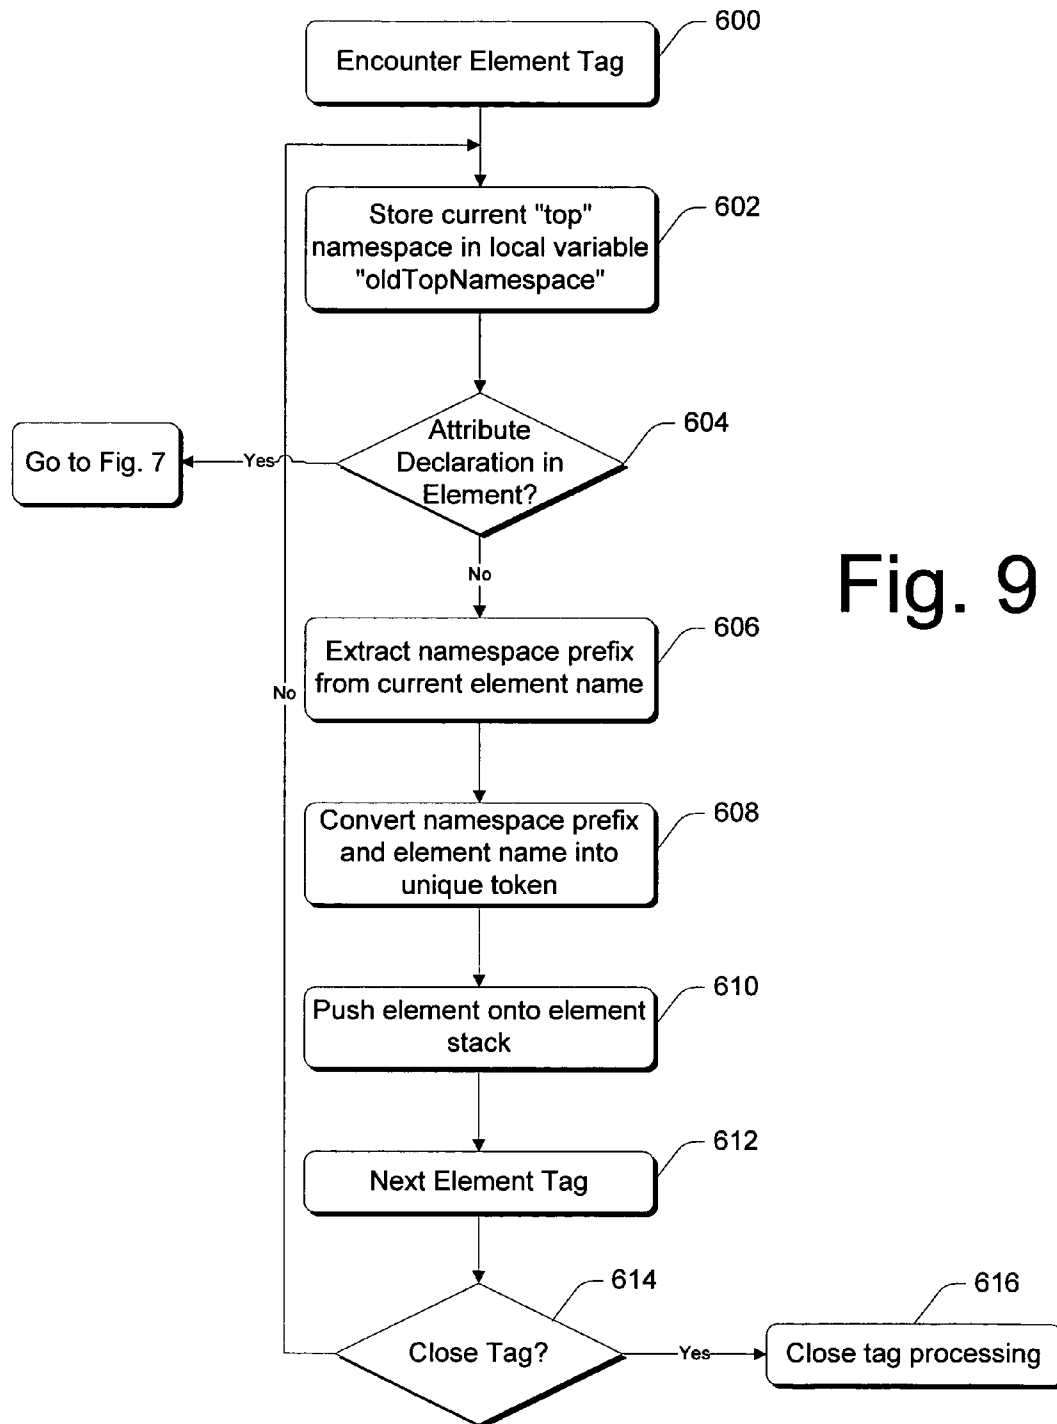 600
Encounter Element Tag
602
Store current "top"
namespace in local variable
"oldTopNamespace"
604
Attribute
Declaration in
Element?
Yes
Go to Fig. 7
No
Fig. 9
606
Extract namespace prefix
from current element name
No
608
Convert namespace prefix
and element name into
unique token
610
Push element onto element
stack
612
Next Element Tag
614
Close Tag?
Yes
616
Close tag processing